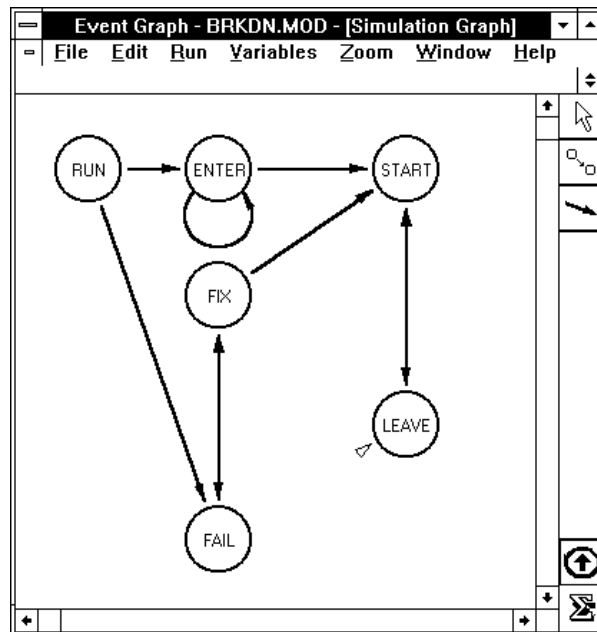 Event Graph - BRKDN.MOD - [Simulation Graph]
File Edit Run Variables Zoom Window Help
RUN ENTER START
FIX
LEAVE
FAIL